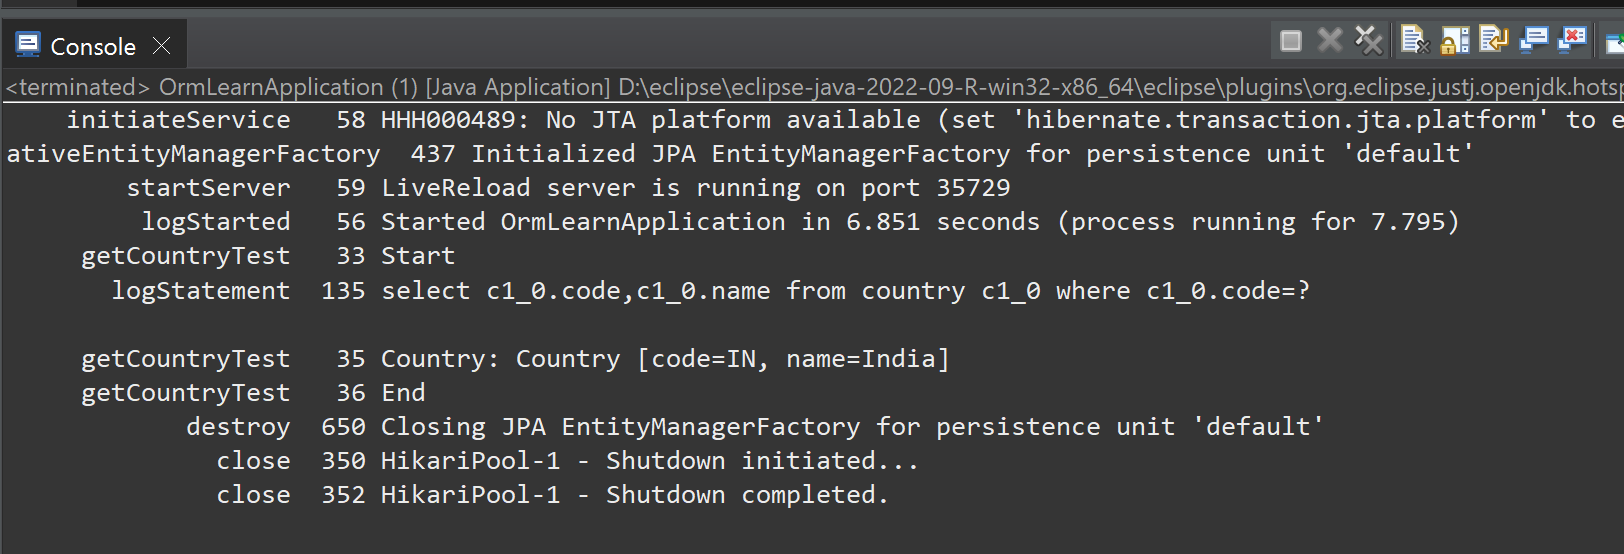 Console
<terminated> OrmLearnApplication (1) [Java Application] D:\eclipse\eclipse-java-2022-09-R-win32-x86_64\eclipse\plugins\org.eclipse.justj.openjdk.hotsp
initiateService 58 HHH000489: No JTA platform available (set 'hibernate.transaction.jta.platform' to e
ativeEntityManagerFactory 437 Initialized JPA EntityManagerFactory for persistence unit 'default'
startServer 59 LiveReload server is running on port 35729
logStarted 56 Started OrmLearnApplication in 6.851 seconds (process running for 7.795)
getCountryTest 33 Start
logStatement 135 select c1_0.code,c1_0.name from country c1_0 where c1_0.code=?
getCountryTest 35 Country: Country [code=IN, name=India]
getCountryTest 36 End
destroy 650 Closing JPA EntityManagerFactory for persistence unit 'default'
close 350 HikariPool-1 - Shutdown initiated...
close 352 HikariPool-1 - Shutdown completed.